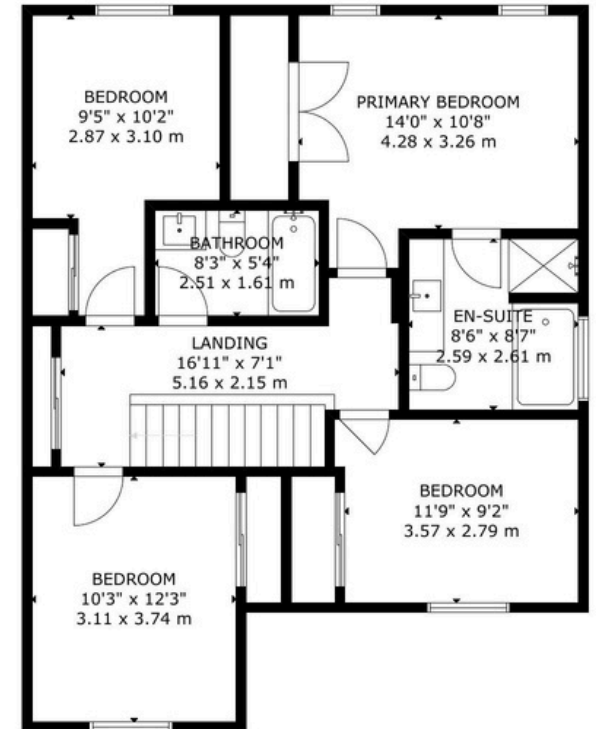 BEDROOM
9'5" x 10'2"
2.87 x 3.10 m
PRIMARY BEDROOM
14'0" x 10'8"
4.28 x 3.26 m
BATHROOM
8'3" x 5'4"
2.51 x 1.61 m
EN-SUITE
8'6" x 8'7"
2.59 x 2.61 m
LANDING
16'11" x 7'1"
5.16 x 2.15 m
BEDROOM
11'9" x 9'2"
3.57 x 2.79 m
BEDROOM
10'3" x 12'3"
3.11 x 3.74 m